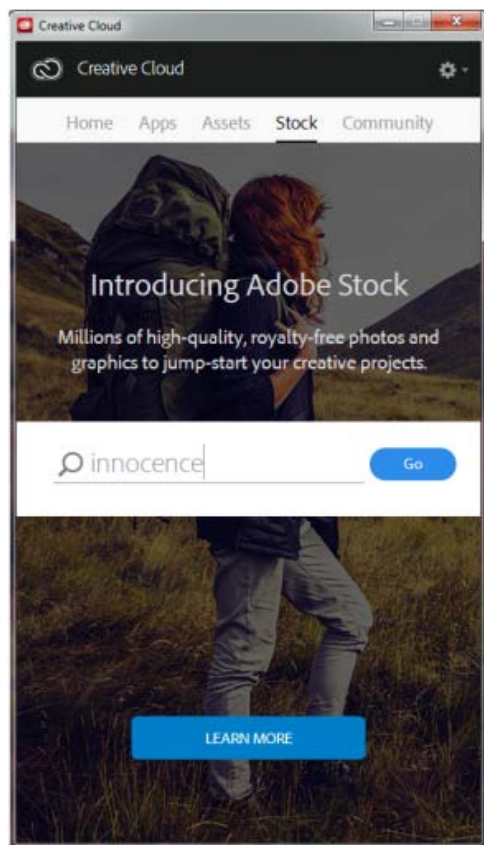 Creative Cloud
Creative Cloud
Home Apps Assets Stock Community
Introducing Adobe Stock
Millions of high-quality, royalty-free photos and
graphics to jump-start your creative projects.
innocence Go
LEARN MORE